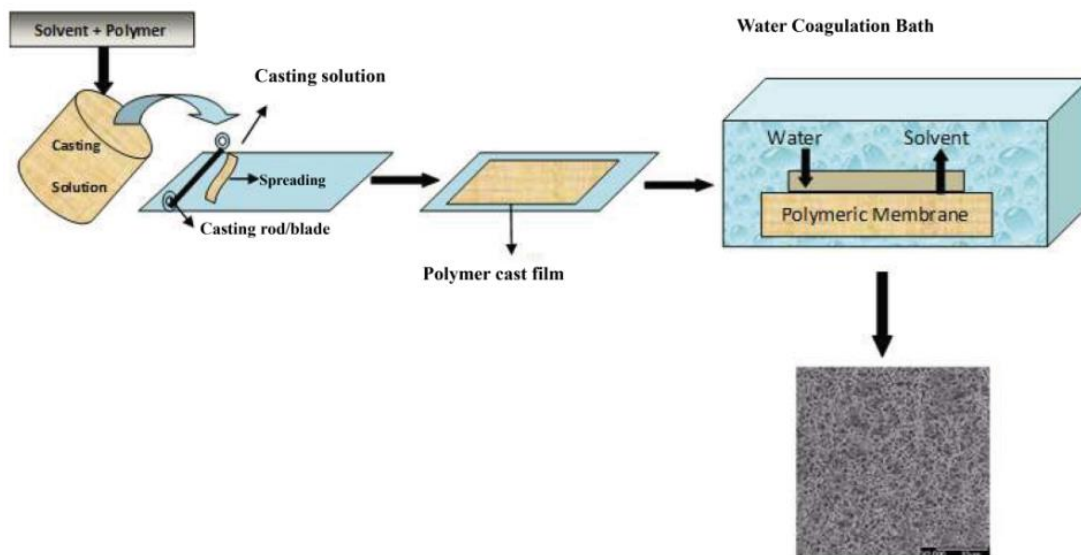 Solvent + Polymer
Water Coagulation Bath
Casting solution
Casting
Solution
Spreading
Casting rod/blade
Polymer cast film
Water
Solvent
Polymeric Membrane